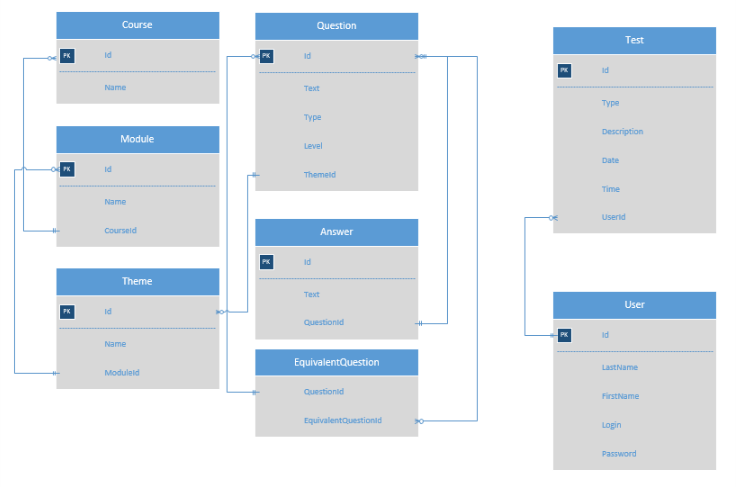 Course
PK Id
Name
Module
PK Id
Name
CourseId
Theme
PK Id
Name
ModuleId
Question
PK Id
Text
Type
Level
ThemeId
Answer
PK Id
Text
QuestionId
EquivalentQuestion
QuestionId
EquivalentQuestionId
Test
PK Id
Type
Description
Date
Time
UserId
User
PK Id
LastName
FirstName
Login
Password